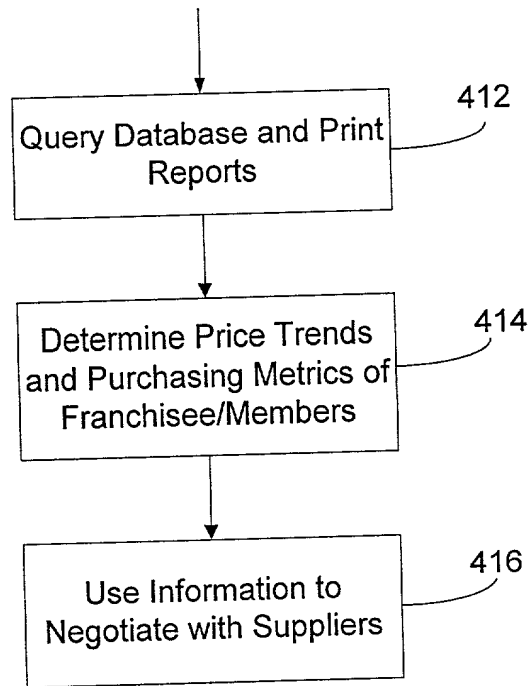 412
Query Database and Print
Reports
414
Determine Price Trends
and Purchasing Metrics of
Franchisee/Members
416
Use Information to
Negotiate with Suppliers